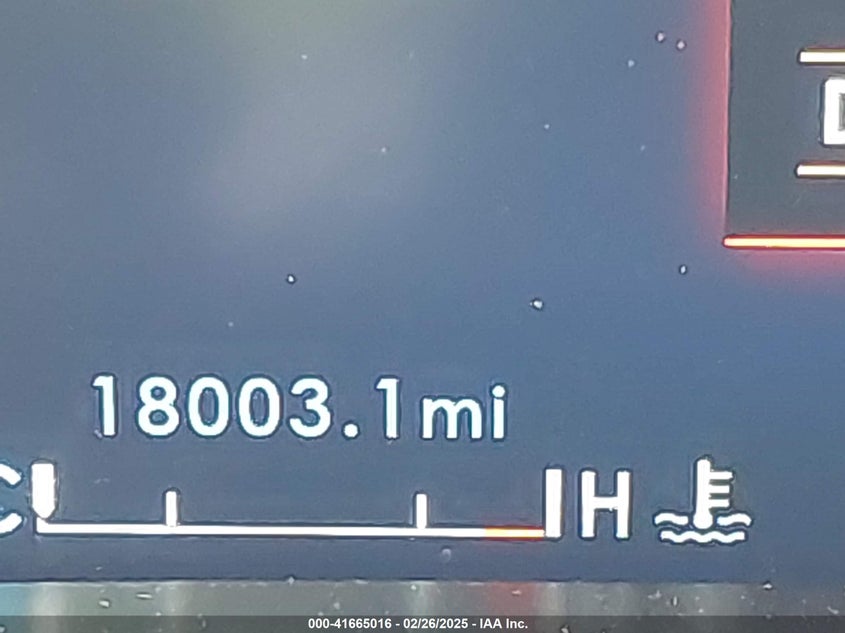 D
18003.1mi
C H
000-41665016 - 02/26/2025 - IAA Inc.